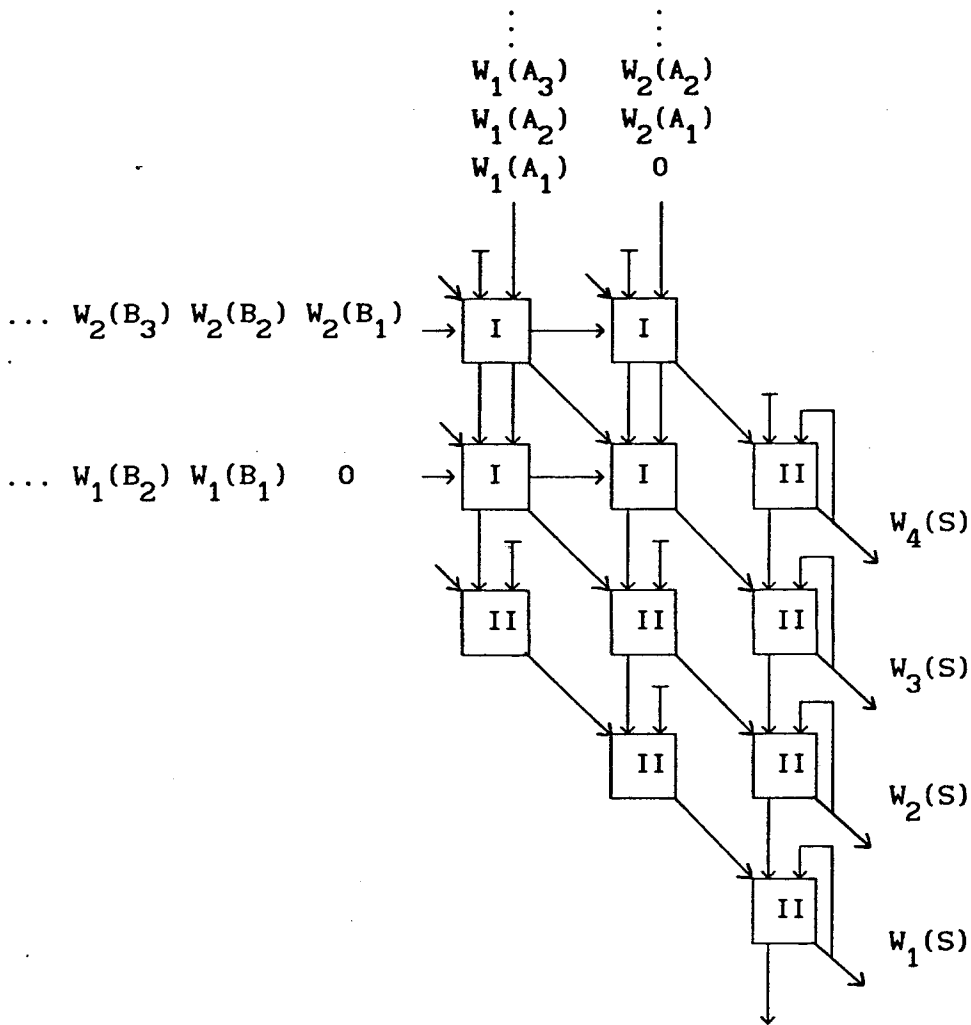 W₁(A₃) W₂(A₂)
W₁(A₂) W₂(A₁)
W₁(A₁) 0
... W₂(B₃) W₂(B₂) W₂(B₁)
I I
... W₁(B₂) W₁(B₁) 0
I I II
W₄(S)
II II II
W₃(S)
II II
W₂(S)
II
W₁(S)